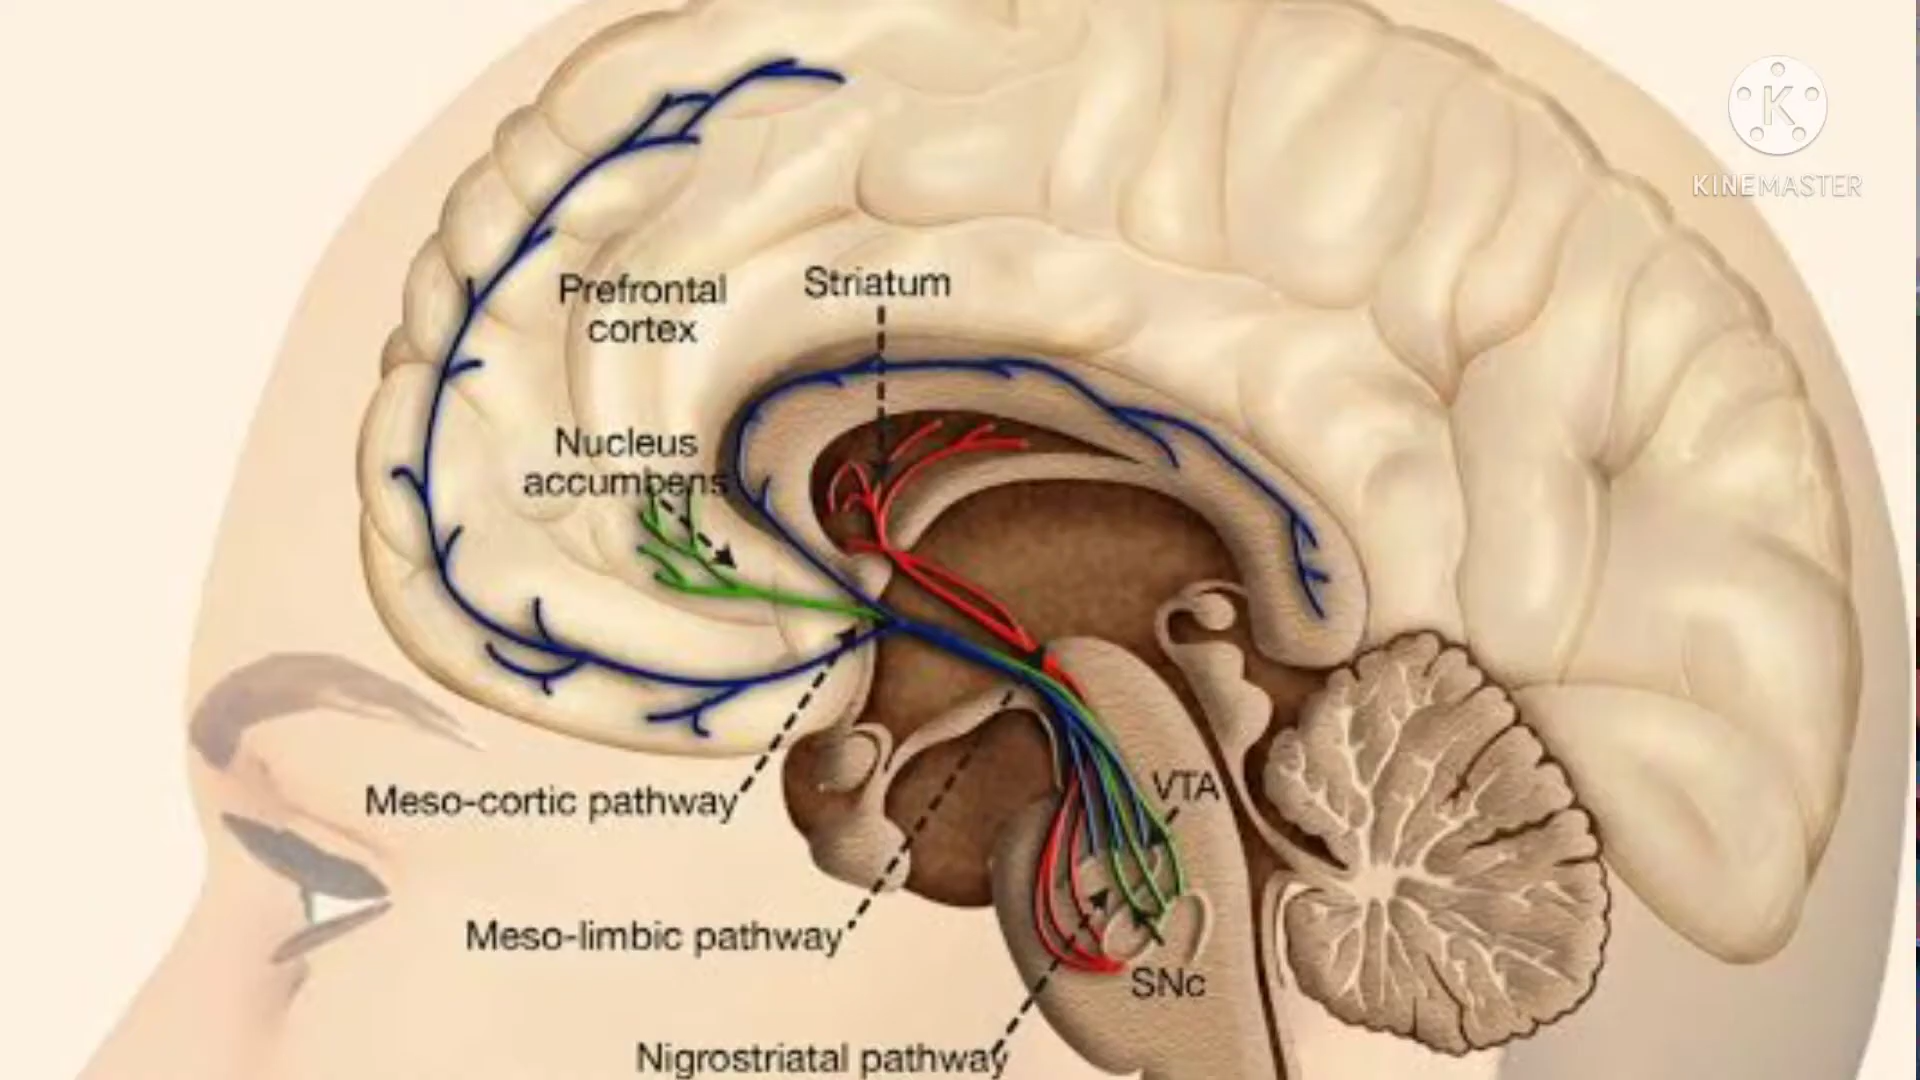 K
KINEMASTER
Prefrontal
cortex
Striatum
Nucleus
accumbens
Meso-cortic pathway
VTA
Meso-limbic pathway
SNc
Nigrostriatal pathway